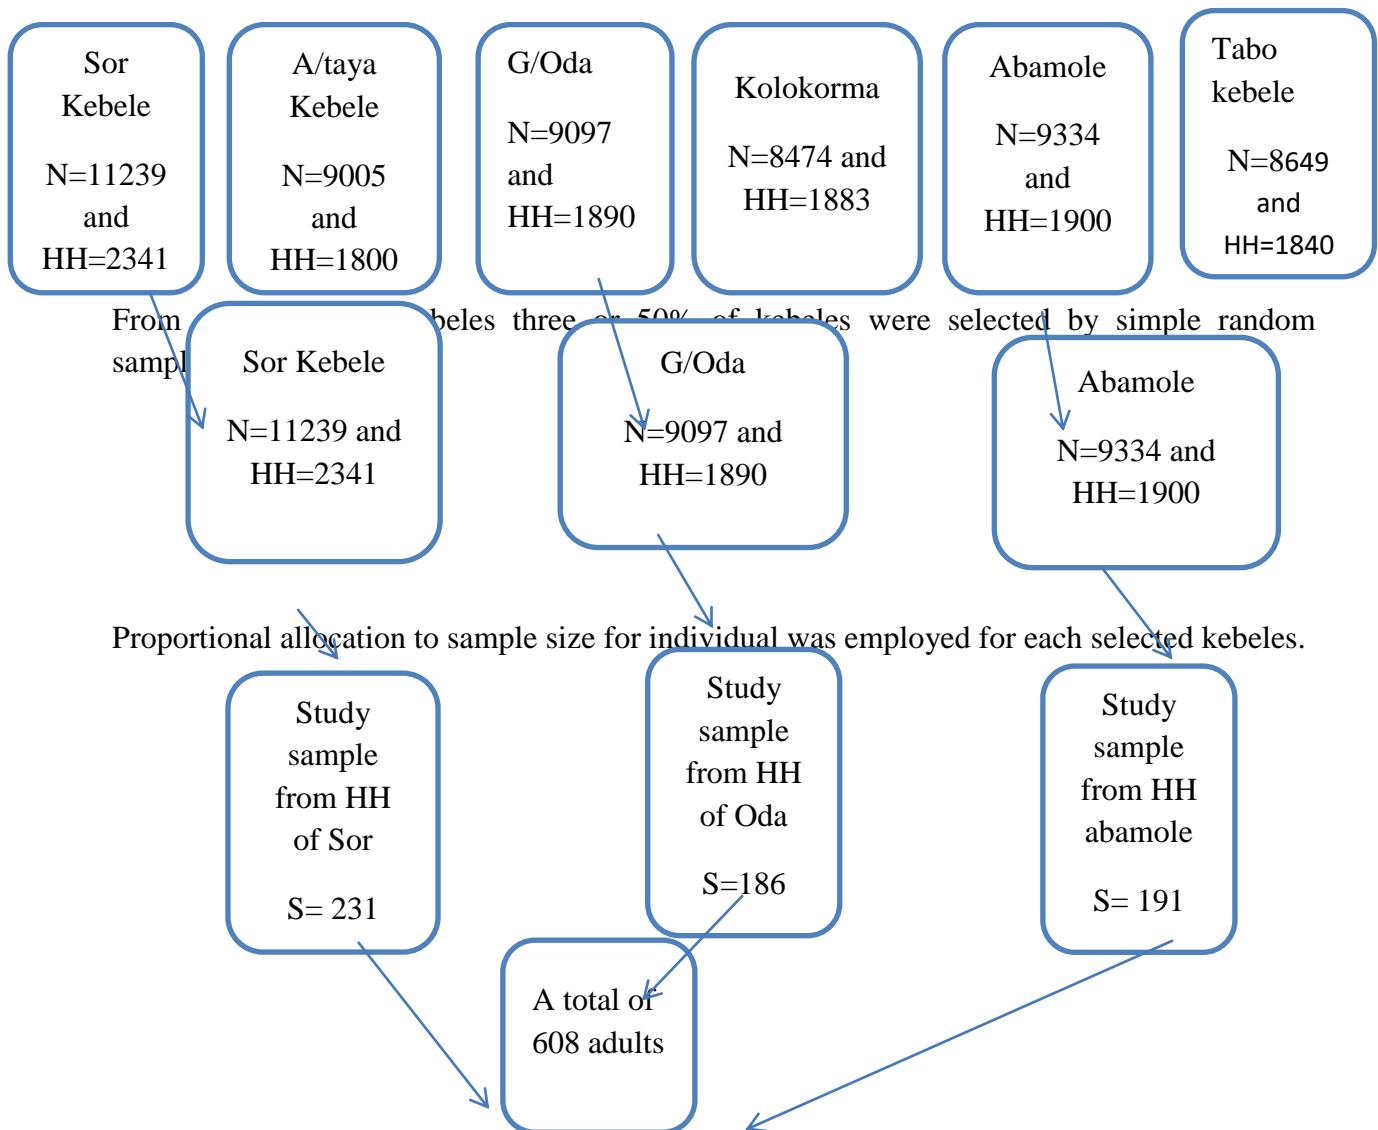 Sor
Kebele
N=11239
and
HH=2341
A/taya
Kebele
N=9005
and
HH=1800
G/Oda
N=9097
and
HH=1890
Kolokorma
N=8474 and
HH=1883
Abamole
N=9334
and
HH=1900
Tabo
kebele
N=8649
and
HH=1840
From beles three or 50% of kebeles were selected by simple random
sampl
Sor Kebele
N=11239 and
HH=2341
G/Oda
N=9097 and
HH=1890
Abamole
N=9334 and
HH=1900
Proportional allocation to sample size for individual was employed for each selected kebeles.
Study
sample
from HH
of Sor
S= 231
Study
sample
from HH
of Oda
S=186
Study
sample
from HH
abamole
S= 191
A total of
608 adults